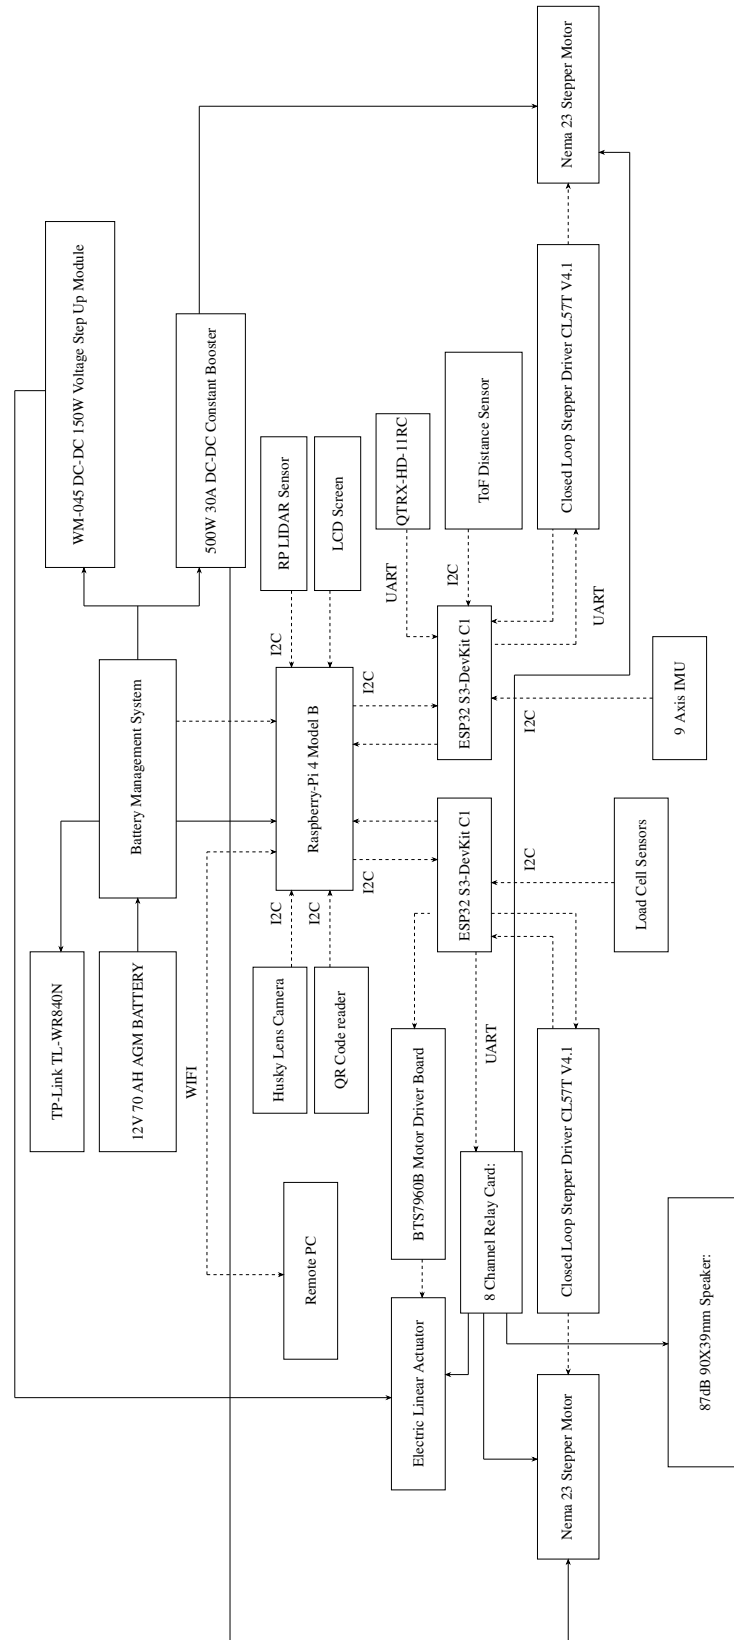 Nema 23 Stepper Motor
WM-045 DC-DC 150W Voltage Step Up Module
500W 30A DC-DC Constant Booster
Closed Loop Stepper Driver CL57T V4.1
ToF Distance Sensor
QTRX-HD-11RC
RP LIDAR Sensor
LCD Screen
UART
I2C
I2C
UART
Battery Management System
Raspberry-Pi 4 Model B
I2C
ESP32 S3-DevKit C1
I2C
9 Axis IMU
ESP32 S3-DevKit C1
I2C
Load Cell Sensors
I2C
I2C
I2C
TP-Link TL-WR840N
12V 70 AH AGM BATTERY
WIFI
Husky Lens Camera
QR Code reader
UART
BTS7960B Motor Driver Board
8 Channel Relay Card:
Closed Loop Stepper Driver CL57T V4.1
Remote PC
Electric Linear Actuator
Nema 23 Stepper Motor
87dB 90X39mm Speaker: